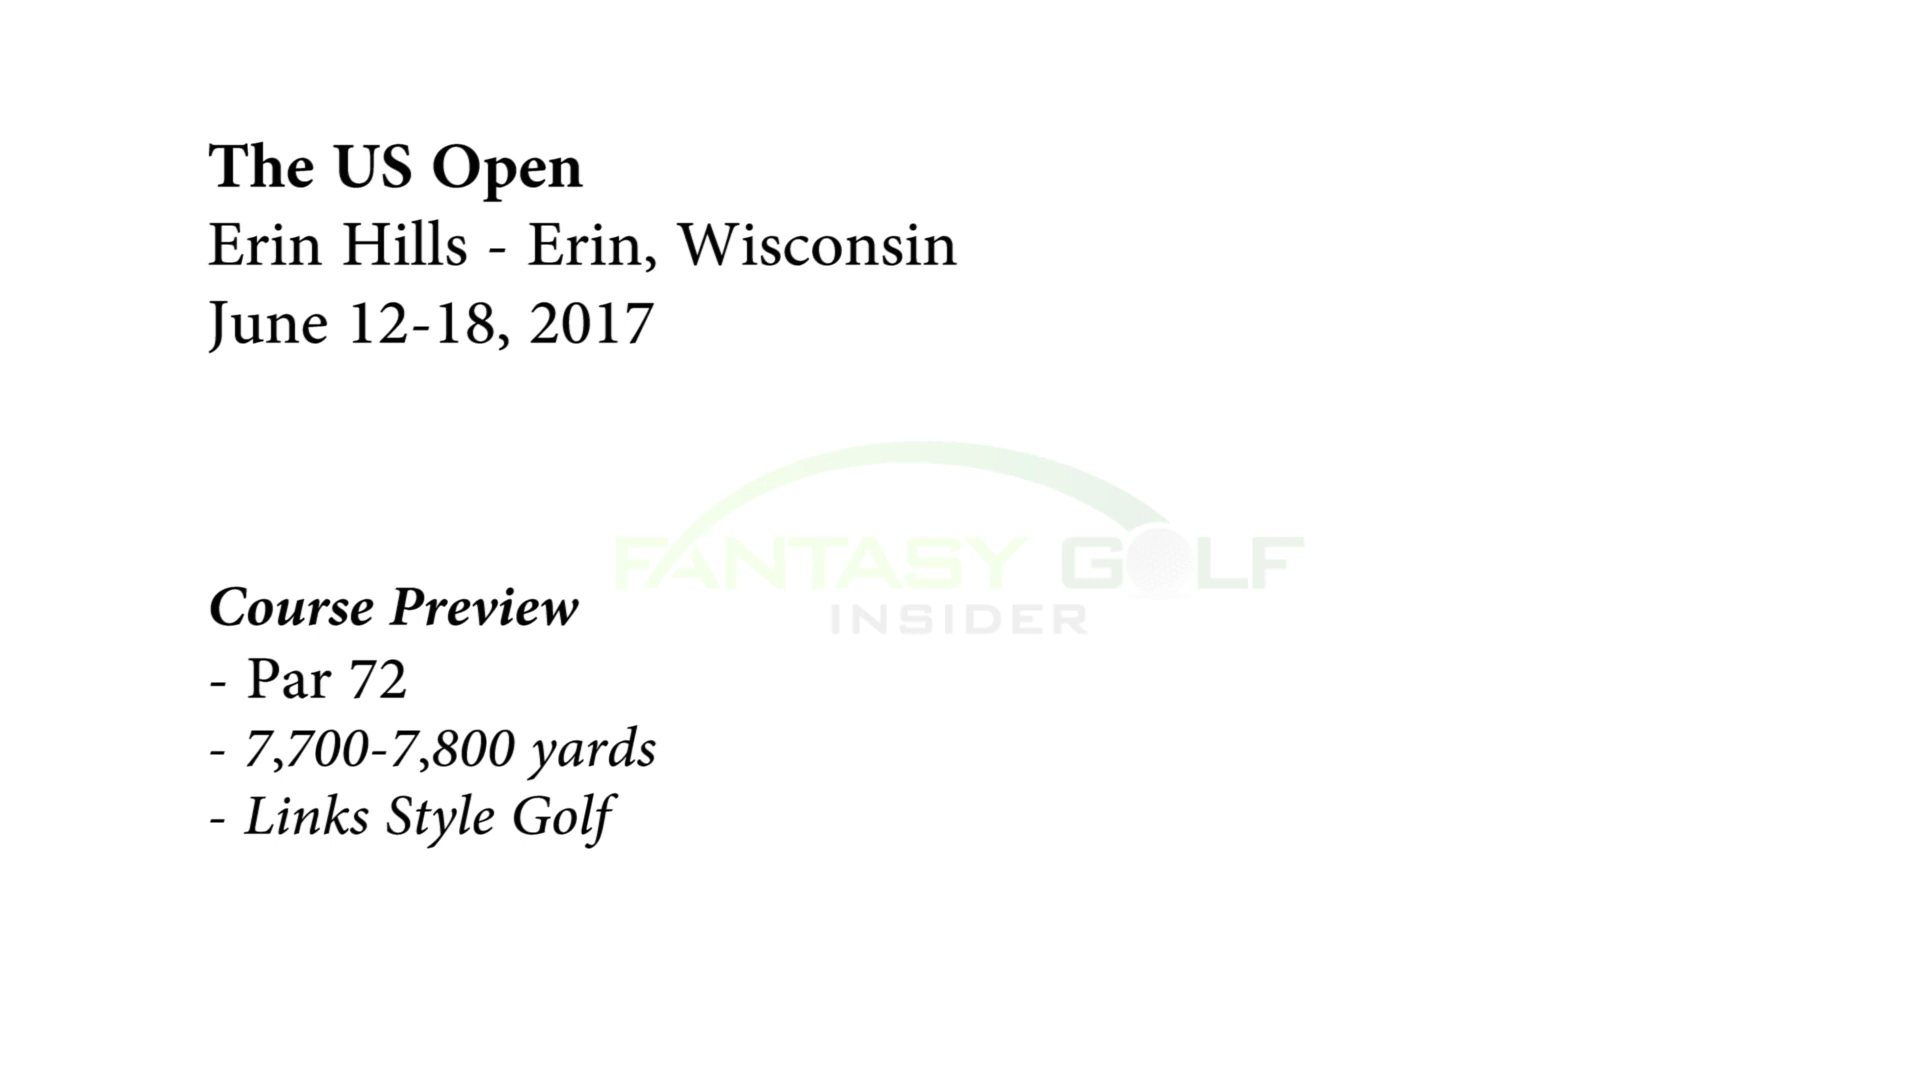 The US Open
Erin Hills - Erin, Wisconsin
June 12-18, 2017
FANTASY GOLF
INSIDER
Course Preview
- Par 72
- 7,700-7,800 yards
- Links Style Golf